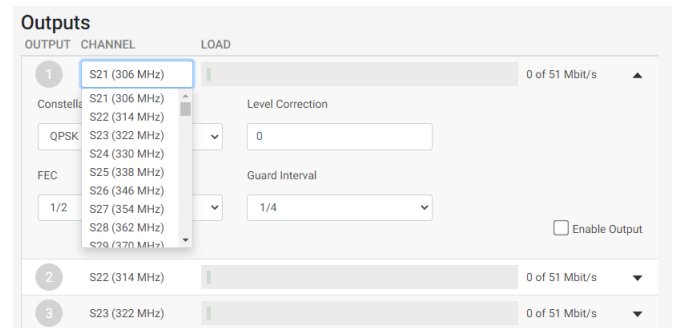 Outputs
OUTPUT CHANNEL LOAD
1 S21 (306 MHz) 0 of 51 Mbit/s
S21 (306 MHz)
S22 (314 MHz)
S23 (322 MHz)
S24 (330 MHz)
S25 (338 MHz)
S26 (346 MHz)
S27 (354 MHz)
S28 (362 MHz)
S29 (370 MHz)
Constella Level Correction
QPSK 0
FEC Guard Interval
1/2 1/4
Enable Output
2 S22 (314 MHz) 0 of 51 Mbit/s
3 S23 (322 MHz) 0 of 51 Mbit/s